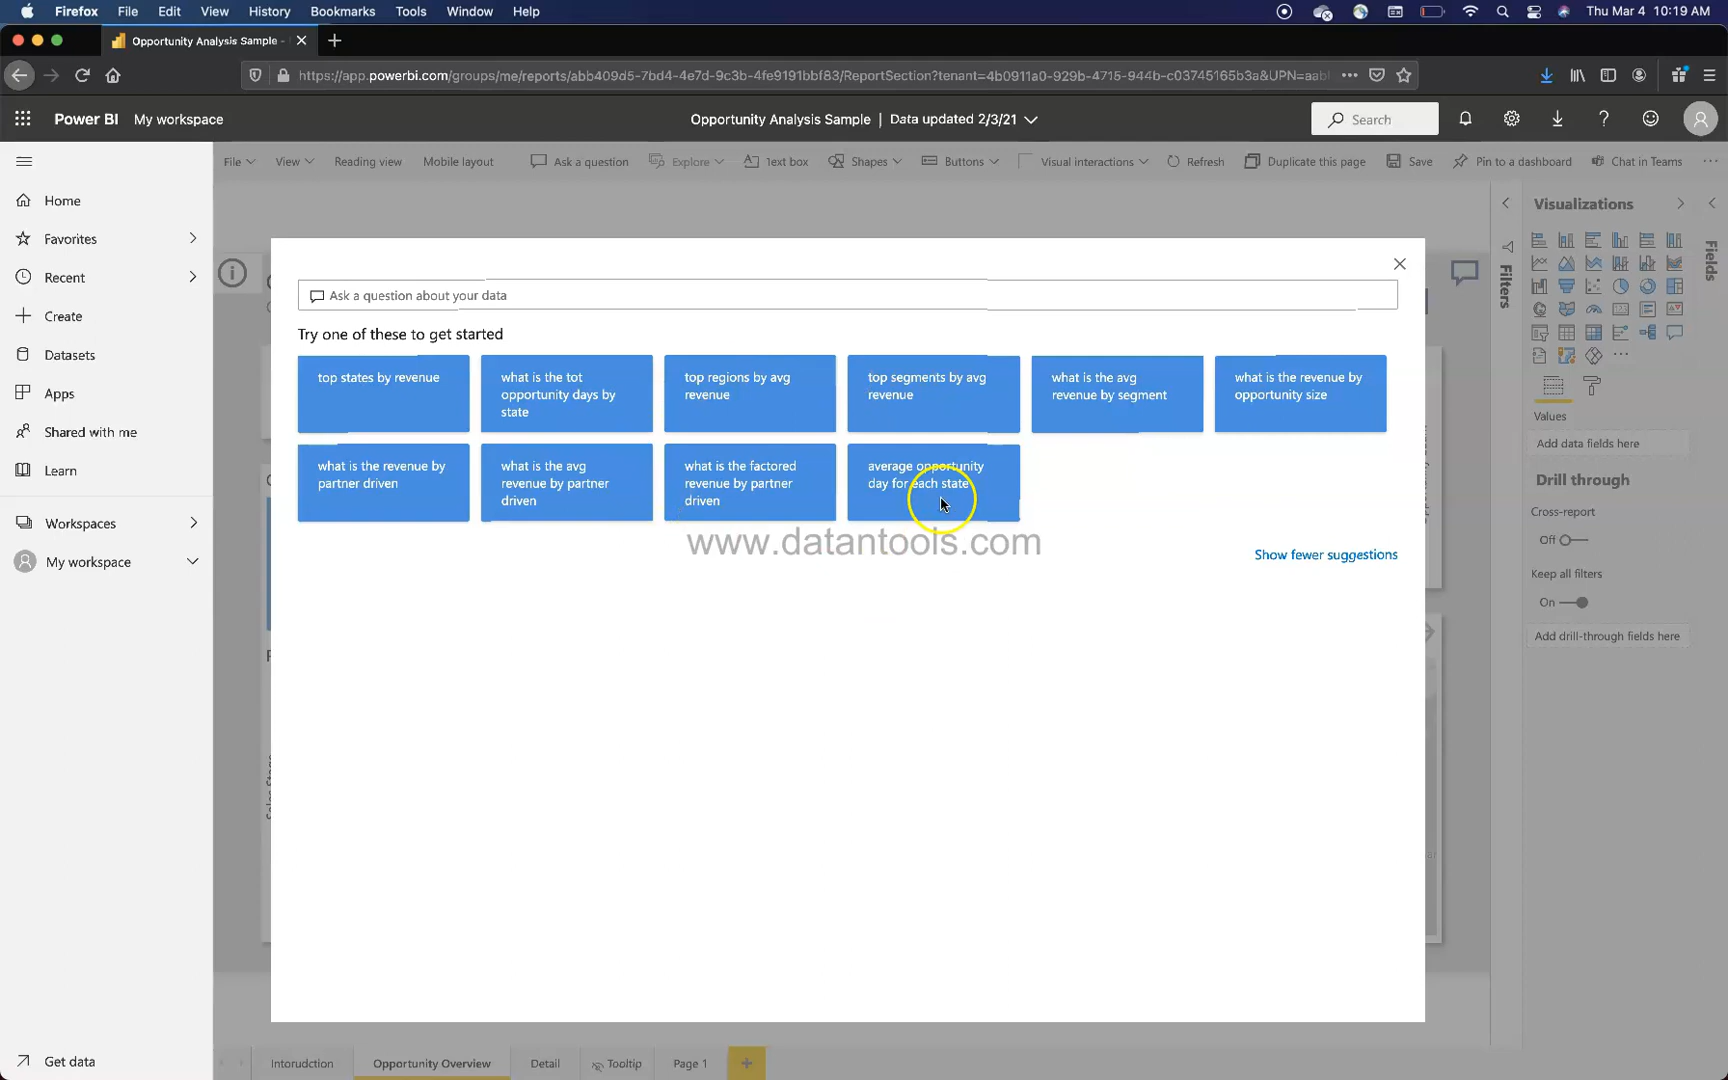 Firefox File Edit View History Bookmarks Tools Window Help Thu Mar 4 10:19 AM
Opportunity Analysis Sample -
https://app.powerbi.com/groups/me/reports/abb409d5-7bd4-4e7d-9c3b-4fe9191bbf83/ReportSection?tenant=4b0911a0-929b-4715-944b-c03745165b3a&UPN=aabl
Power BI My workspace Opportunity Analysis Sample | Data updated 2/3/21 Search
File View Reading view Mobile layout Ask a question Explore Text box Shapes Buttons Visual interactions Refresh Duplicate this page Save Pin to a dashboard Chat in Teams
Home
Favorites
Recent
Create
Datasets
Apps
Shared with me
Learn
Workspaces
My workspace
Get data
Ask a question about your data
Try one of these to get started
top states by revenue
what is the tot
opportunity days by
state
top regions by avg
revenue
top segments by avg
revenue
what is the avg
revenue by segment
what is the revenue by
opportunity size
what is the revenue by
partner driven
what is the avg
revenue by partner
driven
what is the factored
revenue by partner
driven
average opportunity
day for each state
www.datantools.com
Show fewer suggestions
Filters
Visualizations
Fields
Values
Add data fields here
Drill through
Cross-report
Off
Keep all filters
On
Add drill-through fields here
Sales Stage
Intorudction Opportunity Overview Detail Tooltip Page 1